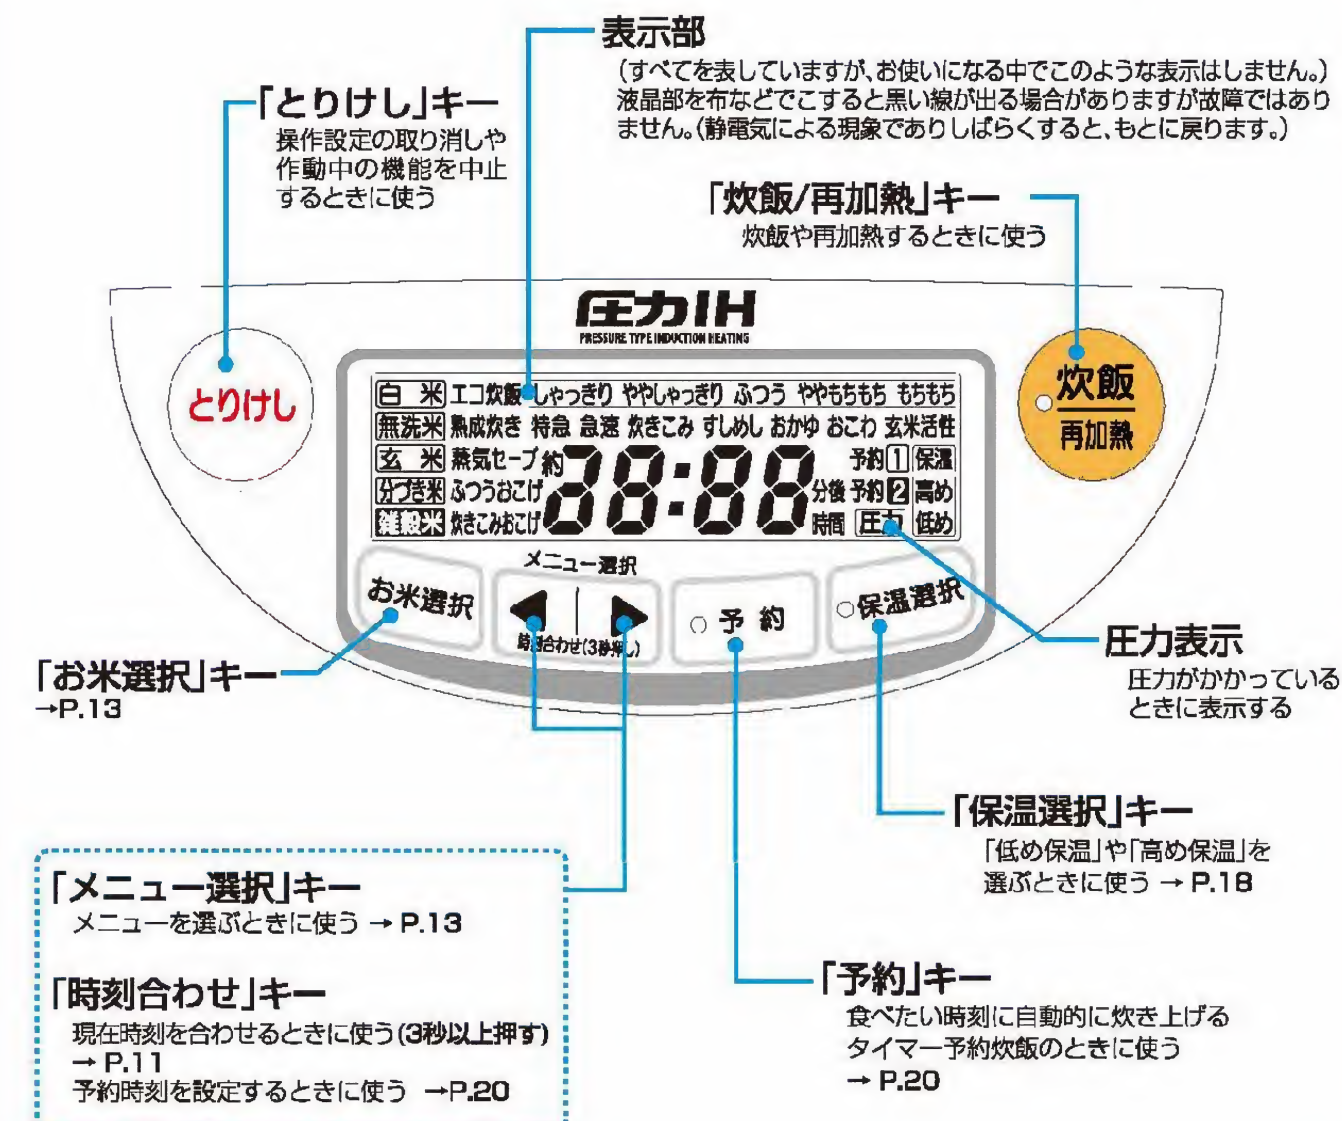 表示部
(すべてを表していますが、お使いになる中でこのような表示はしません。)
液晶部を布などでこすると黒い線が出る場合がありますが故障ではあり
ません。(静電気による現象でありしばらくすると、もとに戻ります。)
「とりけし」キー
操作設定の取り消しや
作動中の機能を中止
するときに使う
「炊飯/再加熱」キー
炊飯や再加熱するときに使う
圧力IH
PRESSURE TYPE INDUCTION HEATING
とりけし
炊飯
再加熱
白米 エコ炊飯 しゃっきり ややしゃっきり ふつう ややもちもち もちもち
無洗米 熟成炊き 特急 急速 炊きこみ すしめし おかゆ おこわ 玄米活性
玄米 蒸気セーブ 約 38:88 予約1 保温
分づき米 ふつうおこげ 分後 予約2 高め
雑穀米 炊きこみおこげ 時間 圧力 低め
メニュー選択
お米選択
◀ ▶
時刻合わせ(3秒押し)
予約
保温選択
「お米選択」キー
→P.13
圧力表示
圧力がかかっている
ときに表示する
「保温選択」キー
「低め保温」や「高め保温」を
選ぶときに使う → P.18
「メニュー選択」キー
メニューを選ぶときに使う → P.13
「時刻合わせ」キー
現在時刻を合わせるときに使う(3秒以上押す)
→ P.11
予約時刻を設定するときに使う →P.20
「予約」キー
食べたい時刻に自動的に炊き上げる
タイマー予約炊飯のときに使う
→ P.20